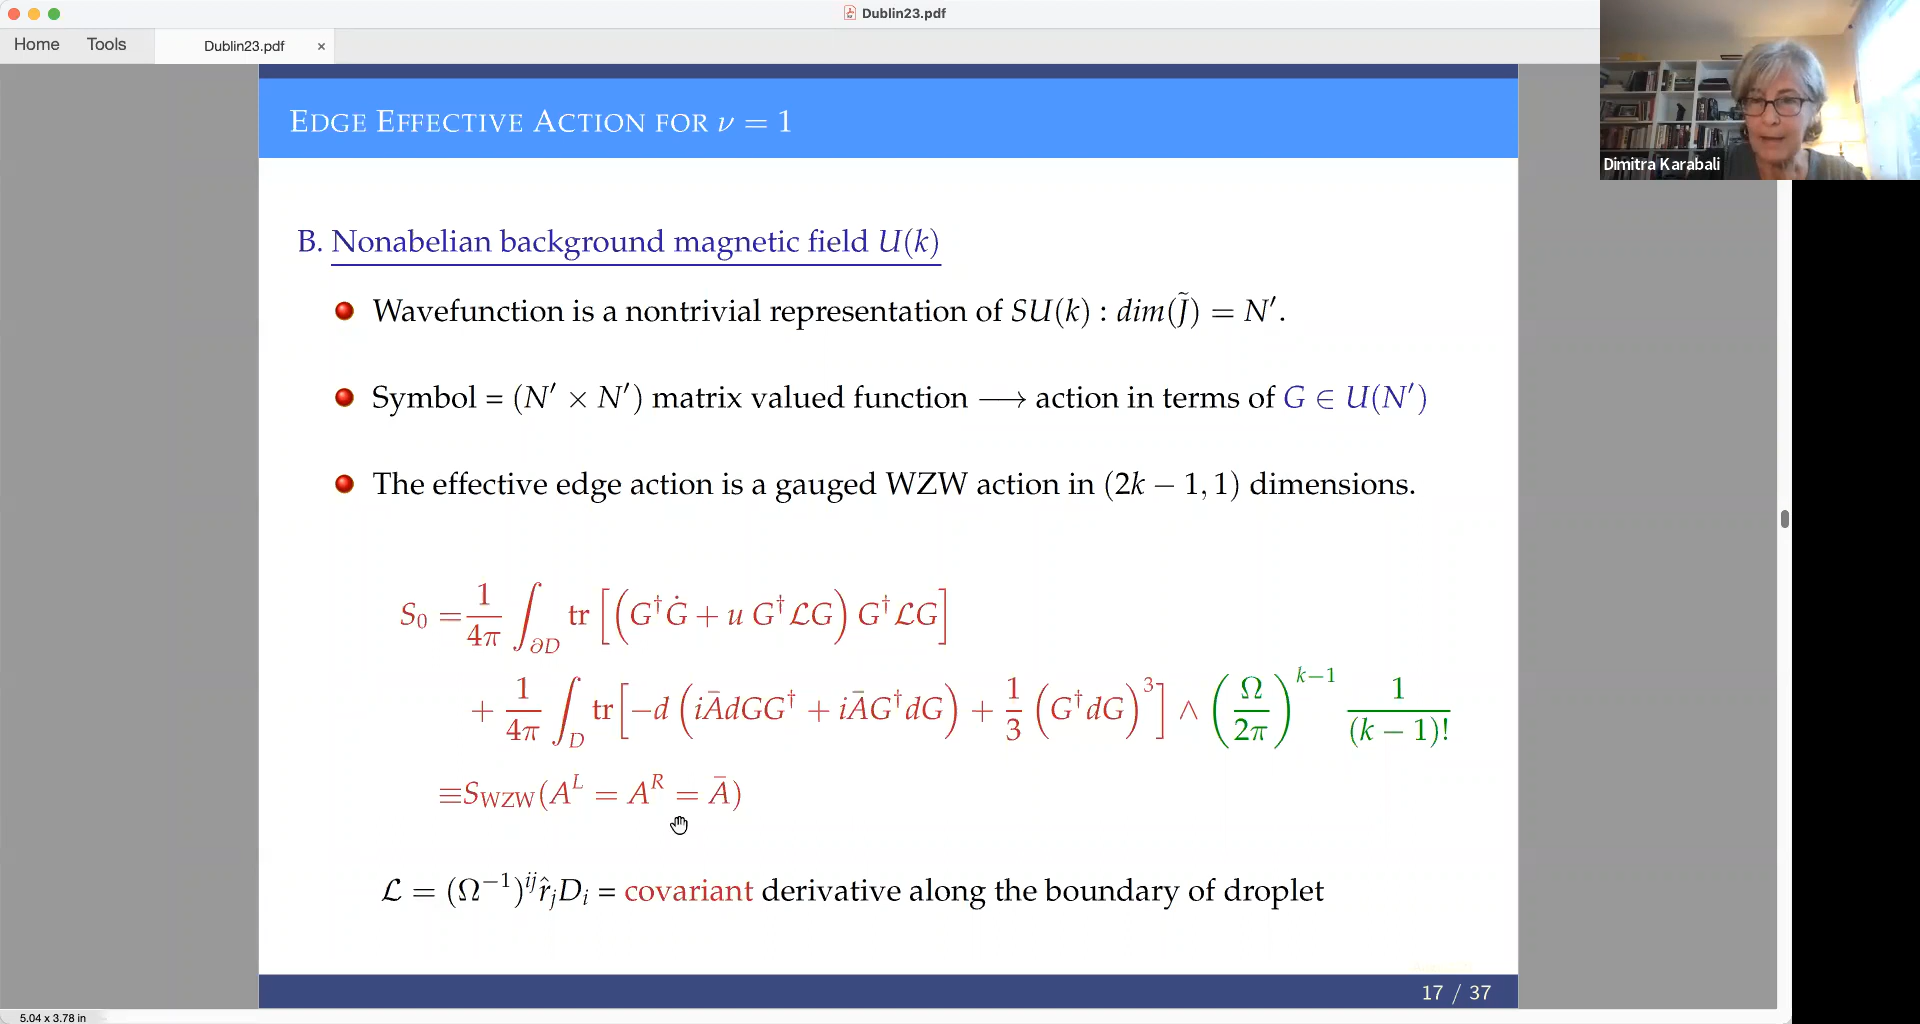 Dublin23.pdf
Home Tools Dublin23.pdf ×
Dimitra Karabali
EDGE EFFECTIVE ACTION FOR ν = 1
B. Nonabelian background magnetic field U(k)
Wavefunction is a nontrivial representation of SU(k) : dim(J̃) = N′.
Symbol = (N′ × N′) matrix valued function ⟶ action in terms of G ∈ U(N′)
The effective edge action is a gauged WZW action in (2k − 1, 1) dimensions.
S₀ = 1/4π ∫_∂D tr [(G†Ġ + u G†ℒG) G†ℒG]
+ 1/4π ∫_D tr[−d (iĀdGG† + iĀG†dG) + 1/3 (G†dG)³] ∧ (Ω/2π)^{k−1} 1/(k − 1)!
≡S_WZW(A^L = A^R = Ā)
ℒ = (Ω⁻¹)^{ij} r̂_j D_i = covariant derivative along the boundary of droplet
17 / 37
5.04 x 3.78 in